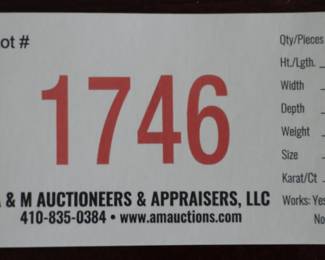 ot #
1746
& M AUCTIONEERS & APPRAISERS, LLC
410-835-0384 • www.amauctions.com
Qty/Pieces
Ht./Lgth.
Width
Depth
Weight
Size
Karat/Ct
Works: Yes
No